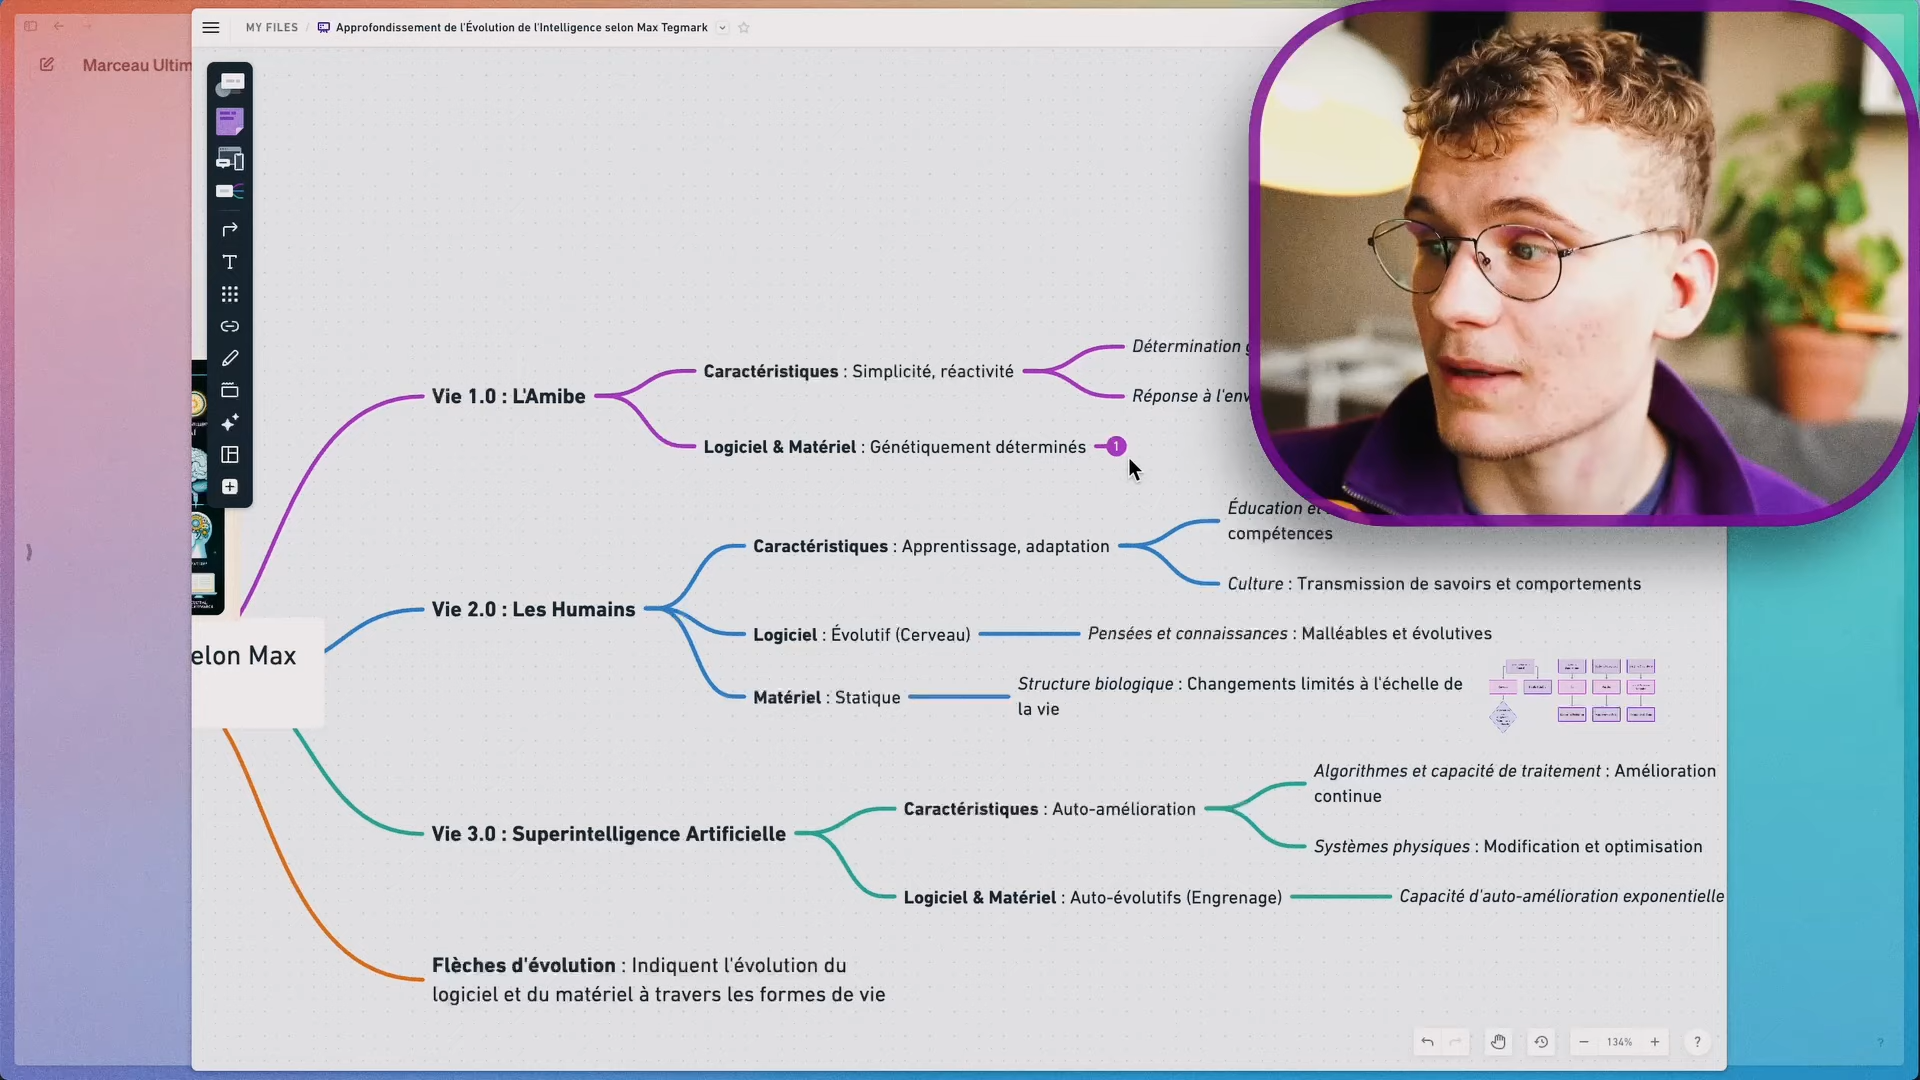 MY FILES / Approfondissement de l'Évolution de l'Intelligence selon Max Tegmark
Marceau Ultim
Détermination g
Caractéristiques : Simplicité, réactivité
Vie 1.0 : L'Amibe
Réponse à l'env
Logiciel & Matériel : Génétiquement déterminés
1
Éducation et
compétences
Caractéristiques : Apprentissage, adaptation
Culture : Transmission de savoirs et comportements
Vie 2.0 : Les Humains
Logiciel : Évolutif (Cerveau)
Pensées et connaissances : Malléables et évolutives
elon Max
Matériel : Statique
Structure biologique : Changements limités à l'échelle de
la vie
Algorithmes et capacité de traitement : Amélioration
continue
Caractéristiques : Auto-amélioration
Vie 3.0 : Superintelligence Artificielle
Systèmes physiques : Modification et optimisation
Logiciel & Matériel : Auto-évolutifs (Engrenage)
Capacité d'auto-amélioration exponentielle
Flèches d'évolution : Indiquent l'évolution du
logiciel et du matériel à travers les formes de vie
134%
?
?